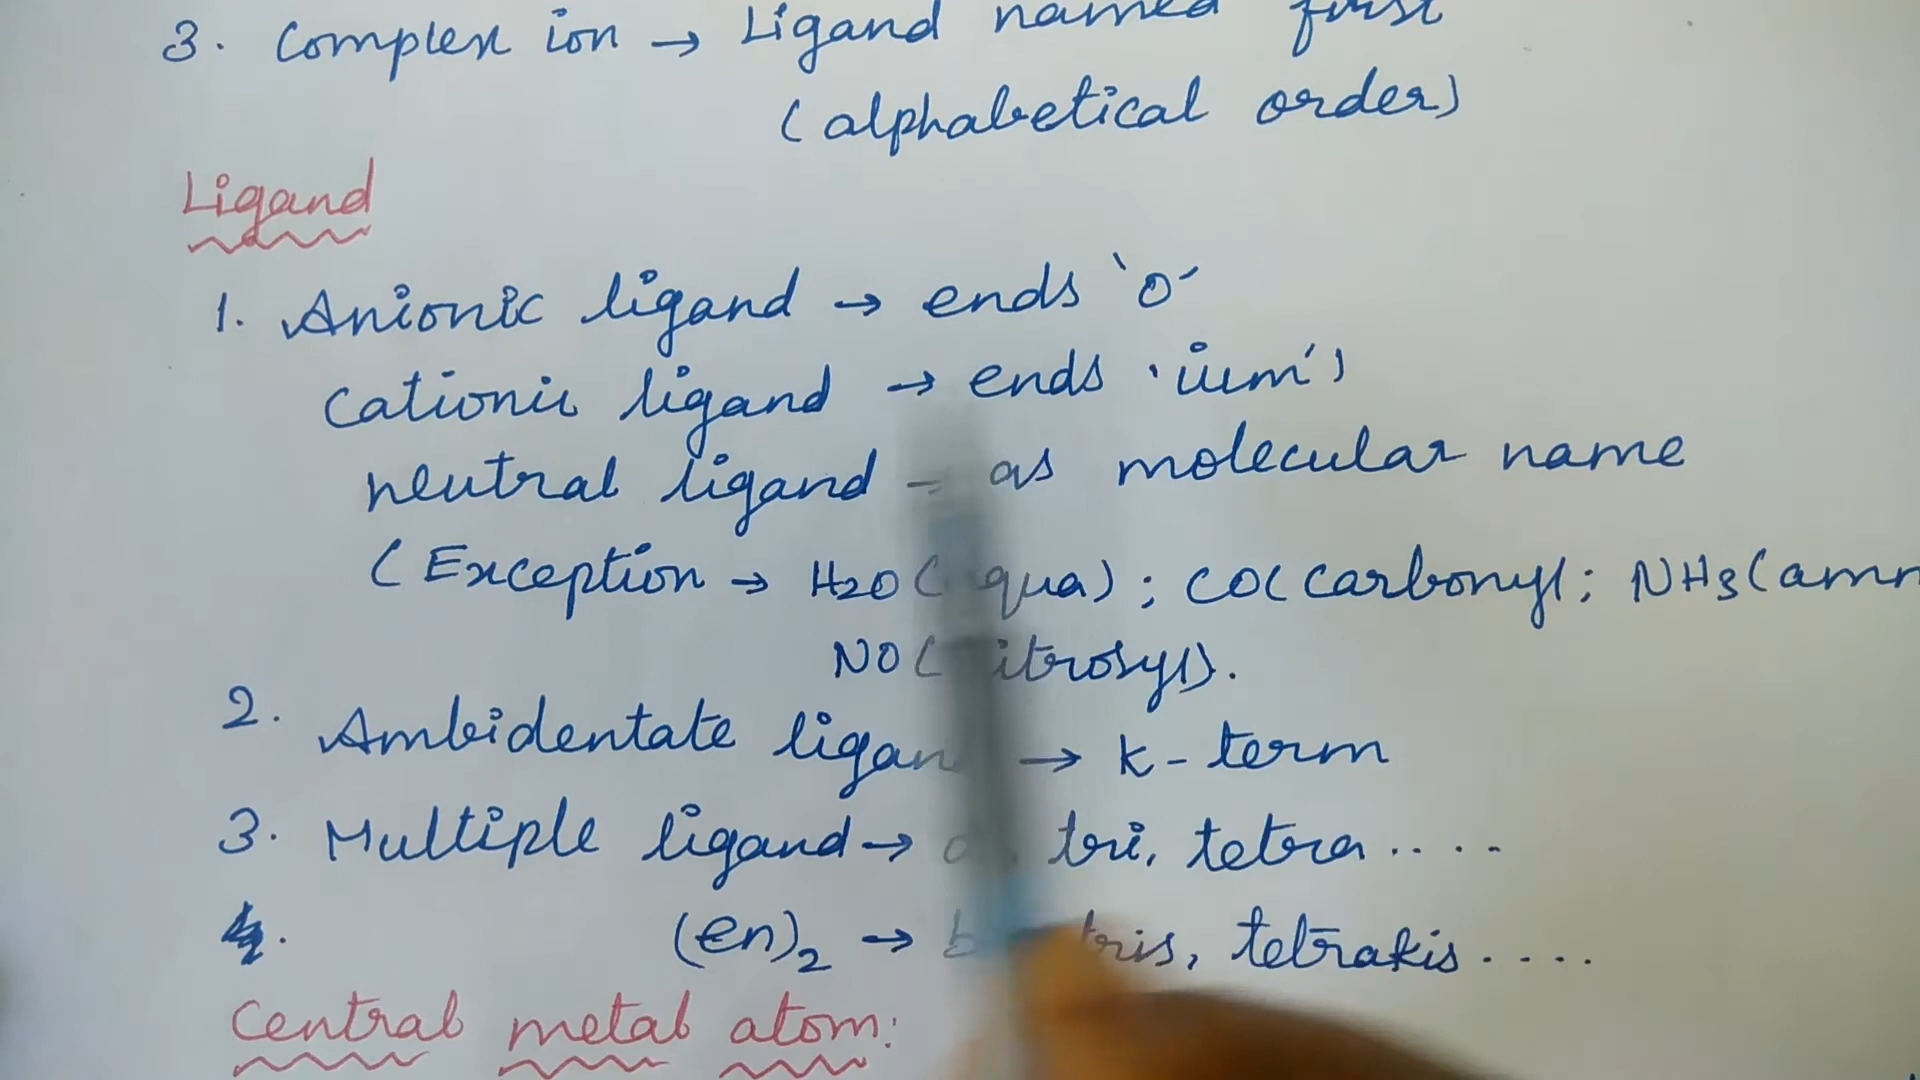 3. Complex ion → Ligand named first
(alphabetical order)
Ligand
1. Anionic ligand → ends 'o'
Cationic ligand → ends 'ium')
neutral ligand - as molecular name
(Exception → H2O( qua) ; CO(carbonyl; NH3(amn
NO( itrosyl).
2. Ambidentate ligan → k-term
3. Multiple ligand → tri, tetra ....
(en)2 → tris, tetrakis ....
Central metal atom: